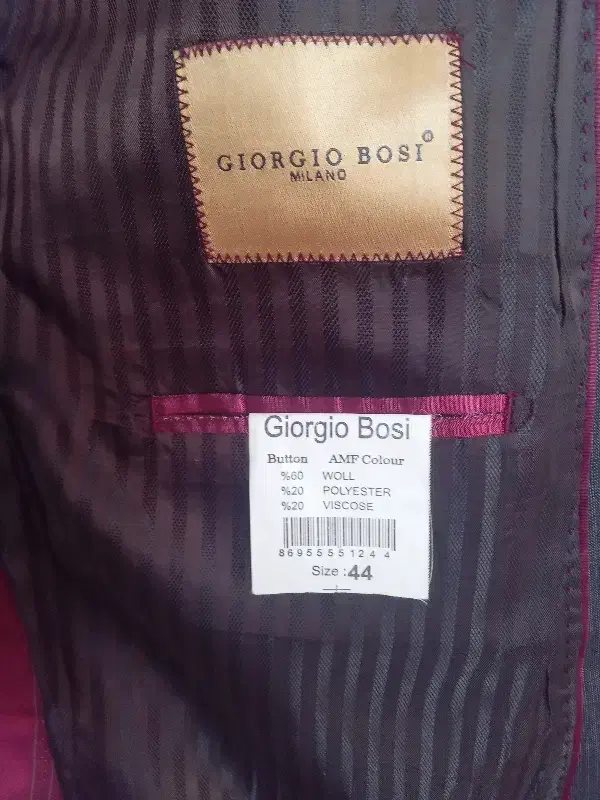 GIORGIO BOSI®
MILANO
Giorgio Bosi
Button AMF Colour
%60 WOLL
%20 POLYESTER
%20 VISCOSE
8695555124 4
Size :44